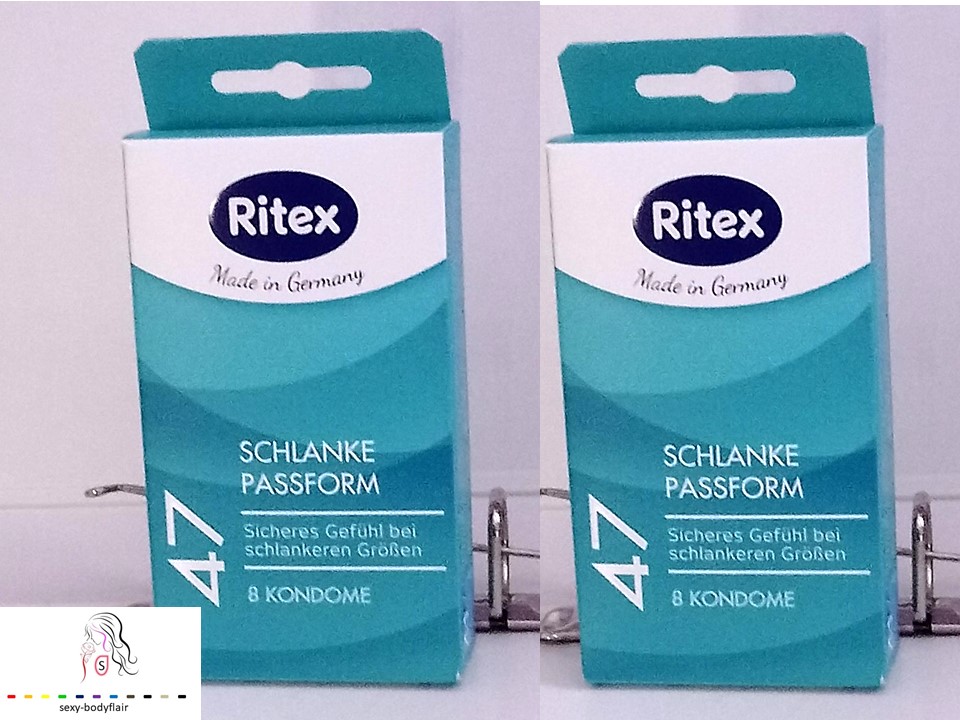 Ritex
Made in Germany
SCHLANKE
PASSFORM
47
Sicheres Gefühl bei
schlankeren Größen
8 KONDOME
Ritex
Made in Germany
SCHLANKE
PASSFORM
47
Sicheres Gefühl bei
schlankeren Größen
8 KONDOME
S
sexy-bodyflair